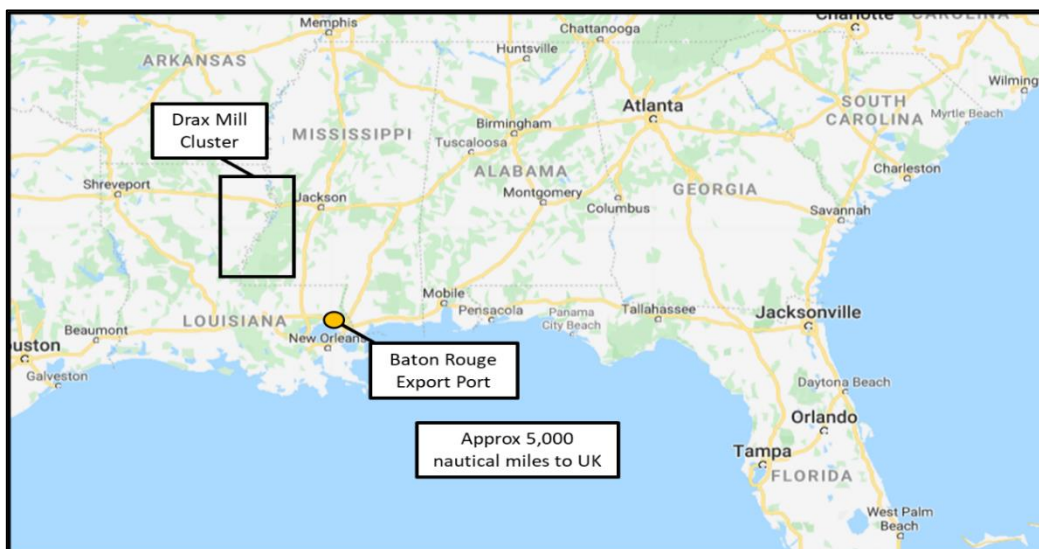 Memphis
Chattanooga
Charlotte
CAROLINA
Huntsville
ARKANSAS
Wilming
Atlanta
SOUTH
CAROLINA
Myrtle Beach
Drax Mill
Cluster
MISSISSIPPI
Birmingham
Tuscaloosa
ALABAMA
Charleston
Shreveport
Jackson
Montgomery
GEORGIA
Columbus
Savannah
Mobile
Pensacola
Panama
City Beach
Tallahassee
Jacksonville
LOUISIANA
Beaumont
New Orleans
uston
Galveston
Baton Rouge
Export Port
Daytona Beach
Approx 5,000
nautical miles to UK
Orlando
Tampa
FLORIDA
West Palm
Beach